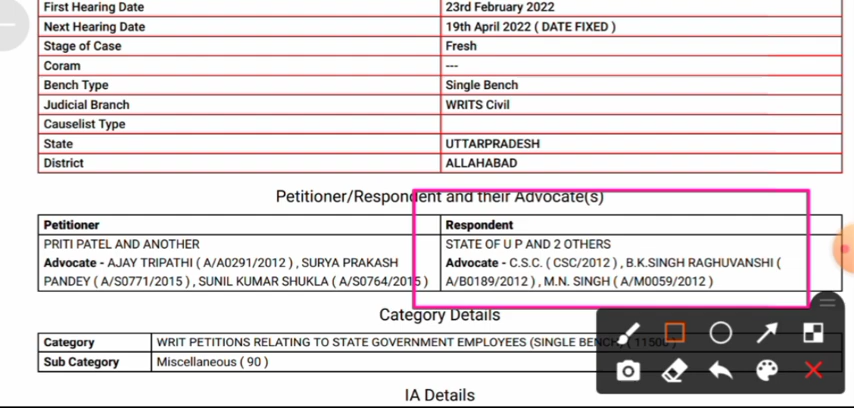 First Hearing Date 23rd February 2022
Next Hearing Date 19th April 2022 ( DATE FIXED )
Stage of Case Fresh
Coram ---
Bench Type Single Bench
Judicial Branch WRITS Civil
Causelist Type
State UTTARPRADESH
District ALLAHABAD
Petitioner/Respondent and their Advocate(s)
Petitioner Respondent
PRITI PATEL AND ANOTHER STATE OF U P AND 2 OTHERS
Advocate - AJAY TRIPATHI ( A/A0291/2012 ) , SURYA PRAKASH Advocate - C.S.C. ( CSC/2012 ) , B.K.SINGH RAGHUVANSHI (
PANDEY ( A/S0771/2015 ) , SUNIL KUMAR SHUKLA ( A/S0764/2015 ) A/B0189/2012 ) , M.N. SINGH ( A/M0059/2012 )
Category Details
Category WRIT PETITIONS RELATING TO STATE GOVERNMENT EMPLOYEES (SINGLE BENCH) ( 11500 )
Sub Category Miscellaneous ( 90 )
IA Details